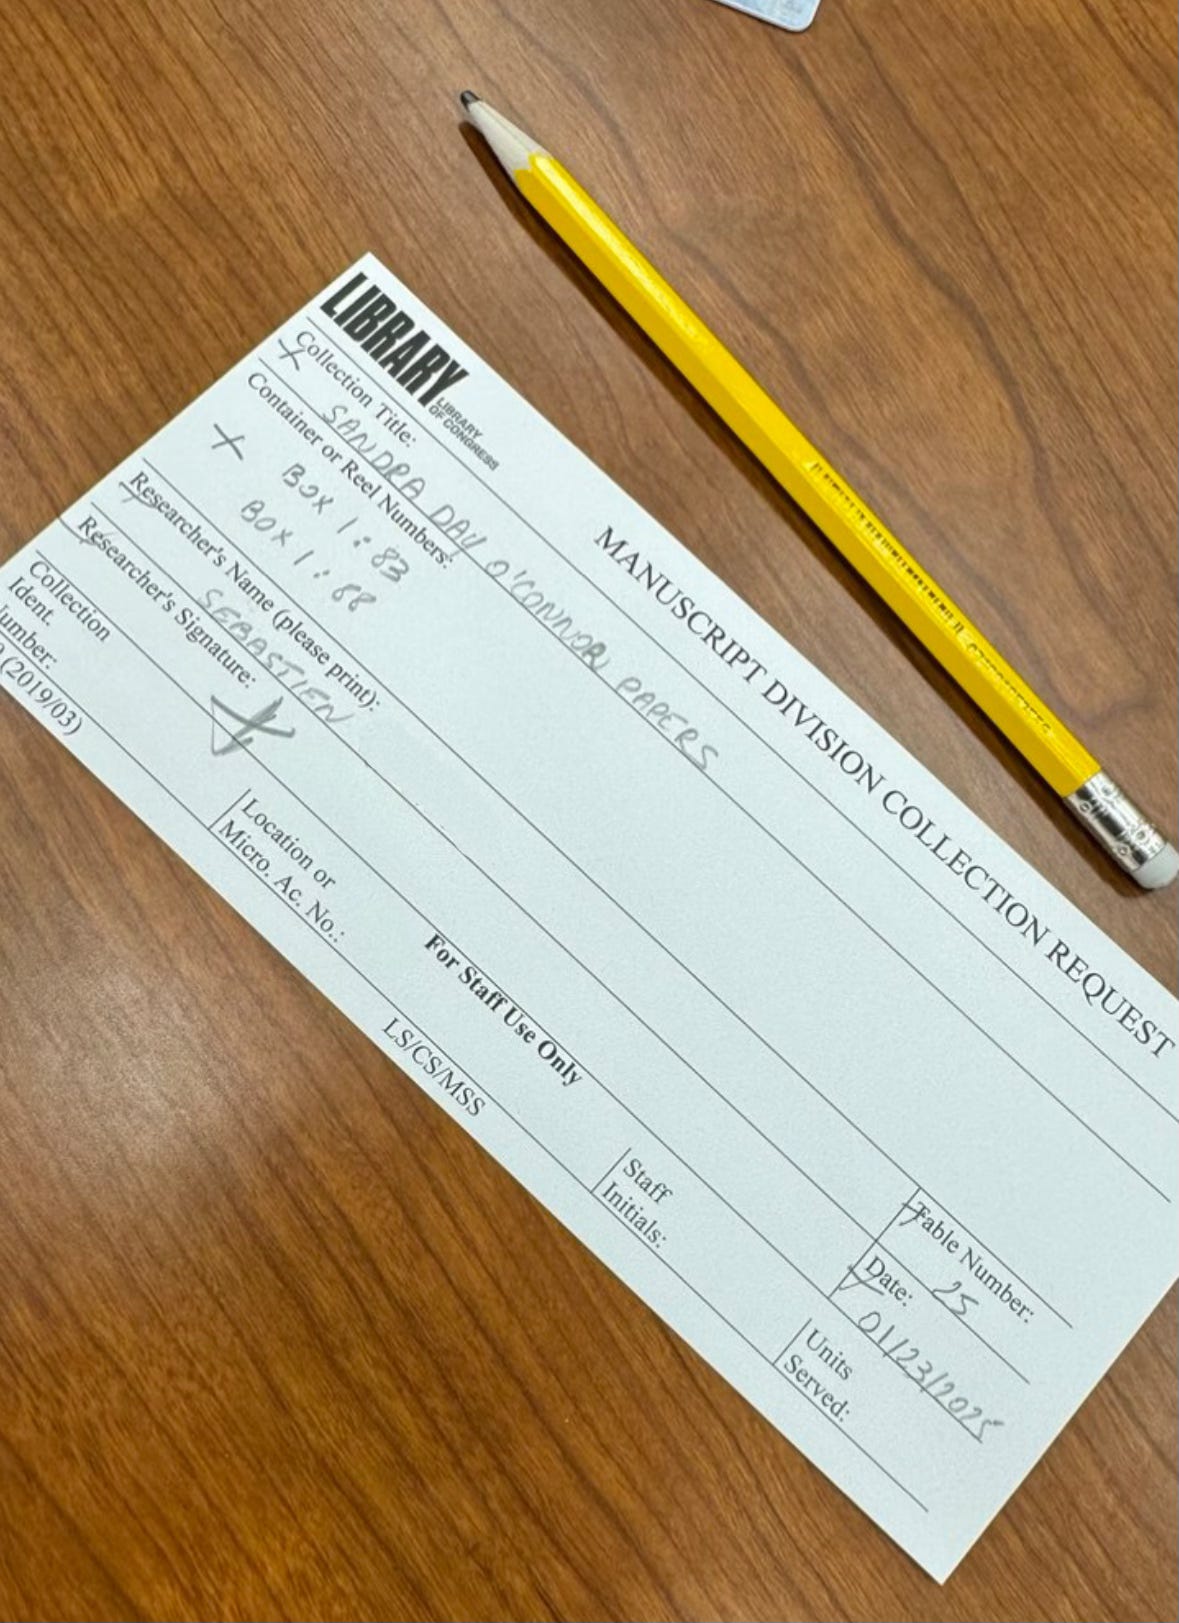 LIBRARY
LIBRARY
OF CONGRESS
MANUSCRIPT DIVISION COLLECTION REQUEST
Collection Title:
X SANDRA DAY O'CONNOR PAPERS
Container or Reel Numbers:
X BOX 1:83
BOX 1:88
Researcher's Name (please print):
SEBASTIEN
Table Number:
25
Researcher's Signature:
Date:
01/23/2025
For Staff Use Only
Collection
Ident.
Number:
Location or
Micro. Ac. No.:
Staff
Initials:
Units
Served:
(2019/03)
LS/CS/MSS